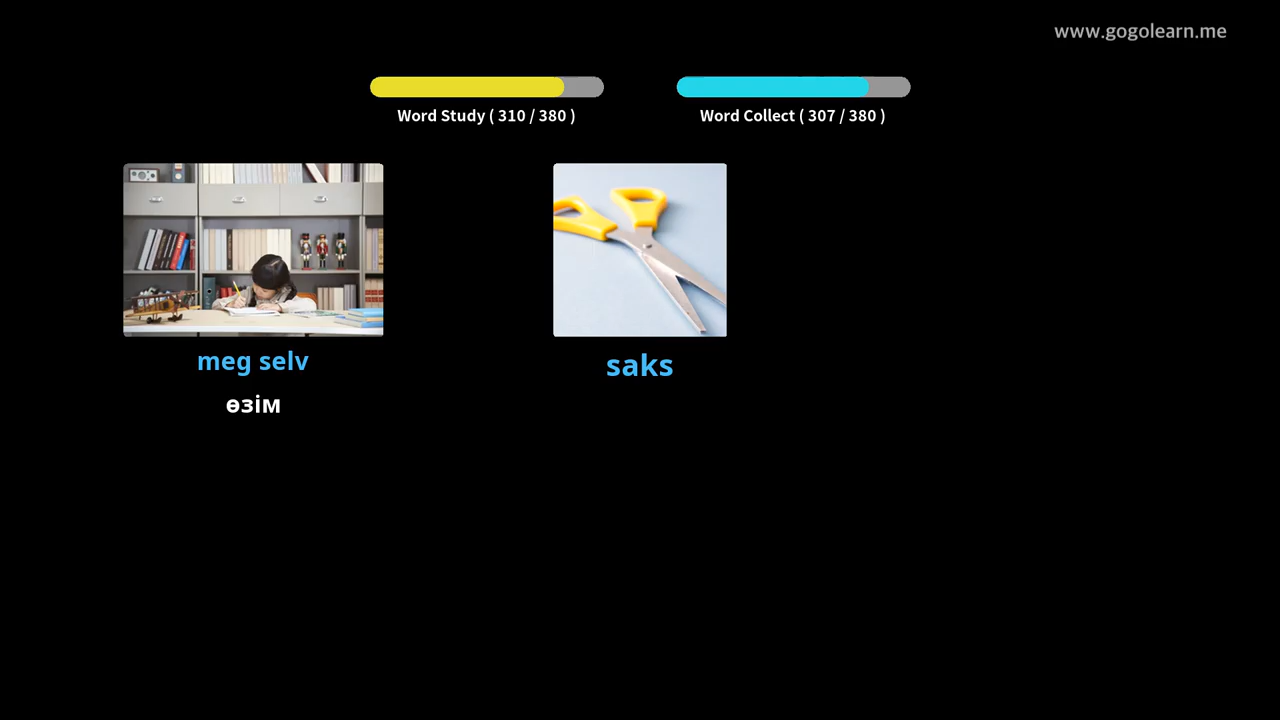 www.gogolearn.me
Word Study ( 310 / 380 )
Word Collect ( 307 / 380 )
meg selv
өзім
saks